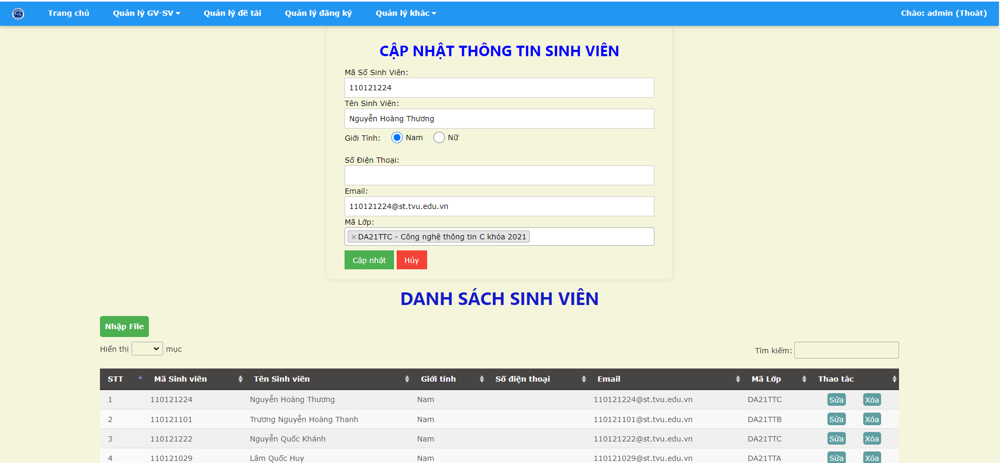 TVU Trang chủ Quản lý GV-SV Quản lý đề tài Quản lý đăng ký Quản lý khác Chào: admin (Thoát)
CẬP NHẬT THÔNG TIN SINH VIÊN
Mã Số Sinh Viên:
110121224
Tên Sinh Viên:
Nguyễn Hoàng Thương
Giới Tính: Nam Nữ
Số Điện Thoại:
Email:
110121224@st.tvu.edu.vn
Mã Lớp:
×DA21TTC - Công nghệ thông tin C khóa 2021
Cập nhật Hủy
DANH SÁCH SINH VIÊN
Nhập File
Hiển thị mục Tìm kiếm:
STT Mã Sinh viên Tên Sinh viên Giới tính Số điện thoại Email Mã Lớp Thao tác
1 110121224 Nguyễn Hoàng Thương Nam 110121224@st.tvu.edu.vn DA21TTC Sửa Xóa
2 110121101 Trương Nguyễn Hoàng Thanh Nam 110121101@st.tvu.edu.vn DA21TTB Sửa Xóa
3 110121222 Nguyễn Quốc Khánh Nam 110121222@st.tvu.edu.vn DA21TTC Sửa Xóa
4 110121029 Lâm Quốc Huy Nam 110121029@st.tvu.edu.vn DA21TTA Sửa Xóa